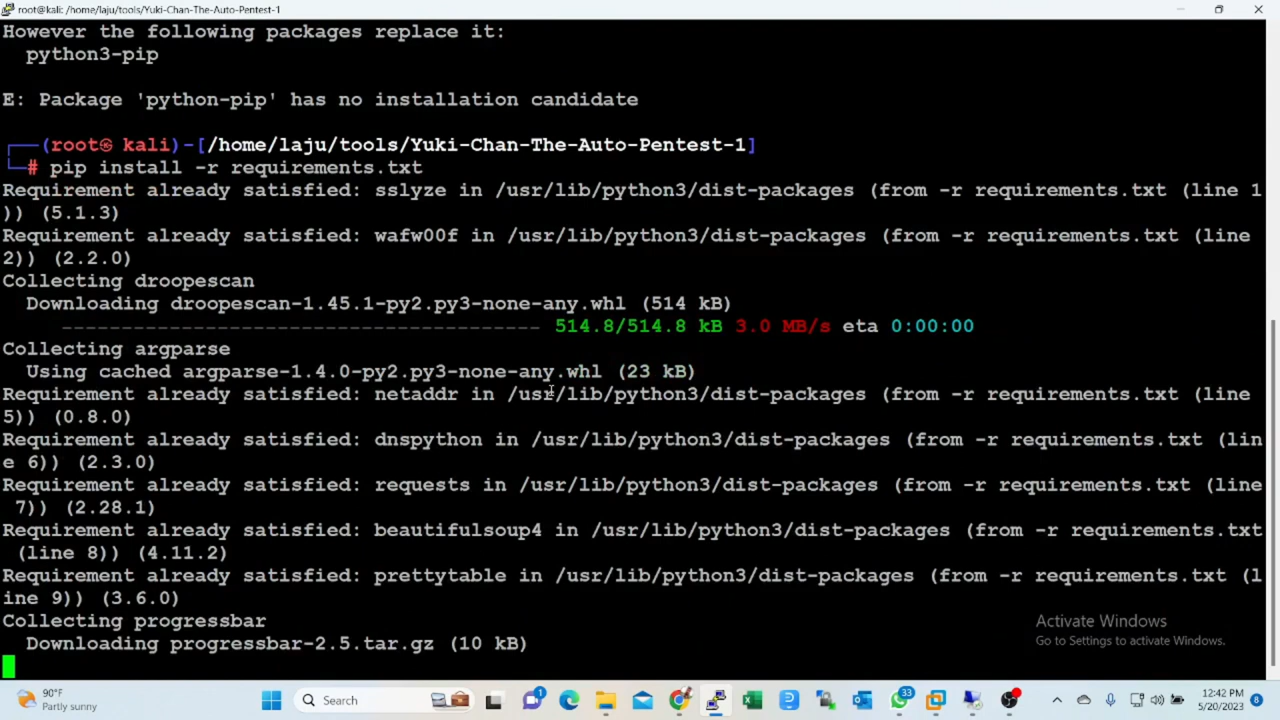 root@kali: /home/laju/tools/Yuki-Chan-The-Auto-Pentest-1
However the following packages replace it:
  python3-pip
E: Package 'python-pip' has no installation candidate
┌──(root㉿ kali)-[/home/laju/tools/Yuki-Chan-The-Auto-Pentest-1]
└─# pip install -r requirements.txt
Requirement already satisfied: sslyze in /usr/lib/python3/dist-packages (from -r requirements.txt (line 1
)) (5.1.3)
Requirement already satisfied: wafw00f in /usr/lib/python3/dist-packages (from -r requirements.txt (line
2)) (2.2.0)
Collecting droopescan
  Downloading droopescan-1.45.1-py2.py3-none-any.whl (514 kB)
     ---------------------------------------- 514.8/514.8 kB 3.0 MB/s eta 0:00:00
Collecting argparse
  Using cached argparse-1.4.0-py2.py3-none-any.whl (23 kB)
Requirement already satisfied: netaddr in /usr/lib/python3/dist-packages (from -r requirements.txt (line
5)) (0.8.0)
Requirement already satisfied: dnspython in /usr/lib/python3/dist-packages (from -r requirements.txt (lin
e 6)) (2.3.0)
Requirement already satisfied: requests in /usr/lib/python3/dist-packages (from -r requirements.txt (line
 7)) (2.28.1)
Requirement already satisfied: beautifulsoup4 in /usr/lib/python3/dist-packages (from -r requirements.txt
 (line 8)) (4.11.2)
Requirement already satisfied: prettytable in /usr/lib/python3/dist-packages (from -r requirements.txt (l
ine 9)) (3.6.0)
Collecting progressbar
  Downloading progressbar-2.5.tar.gz (10 kB)
Activate Windows
Go to Settings to activate Windows.
90°F
Partly sunny
Search
1
33
12:42 PM
5/20/2023
8